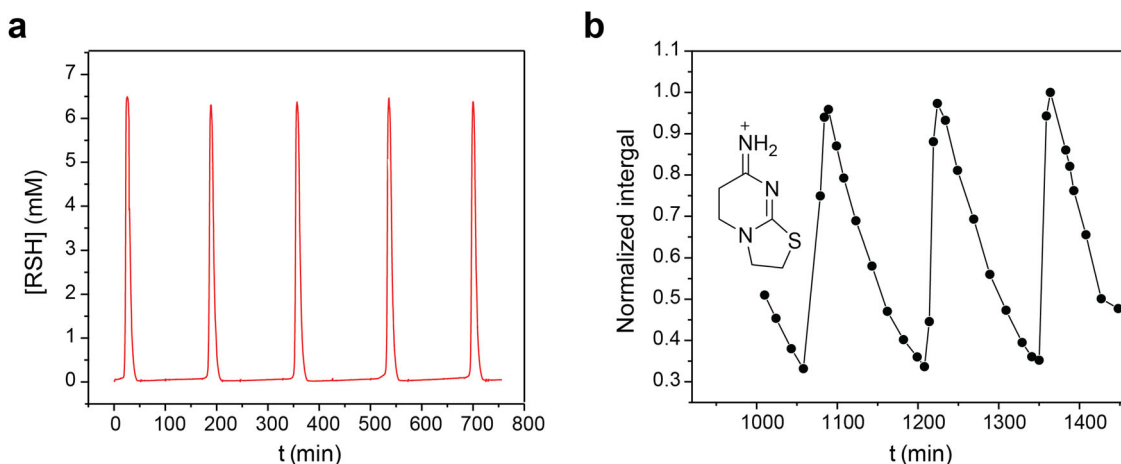 a
7
6
5
4
3
2
1
0
[RSH] (mM)
0 100 200 300 400 500 600 700 800
t (min)
b
1.1
1.0
0.9
0.8
0.7
0.6
0.5
0.4
0.3
Normalized intergal
+
NH2
N
N
S
1000 1100 1200 1300 1400
t (min)